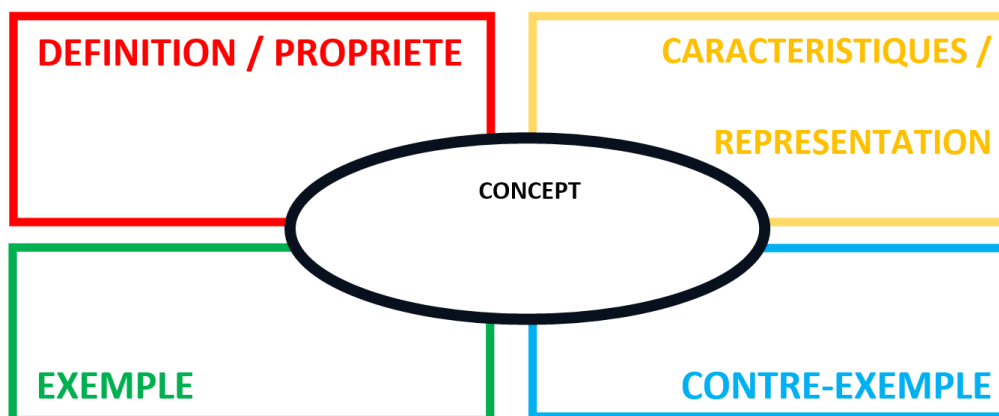 DEFINITION / PROPRIETE
CARACTERISTIQUES /
REPRESENTATION
CONCEPT
EXEMPLE
CONTRE-EXEMPLE